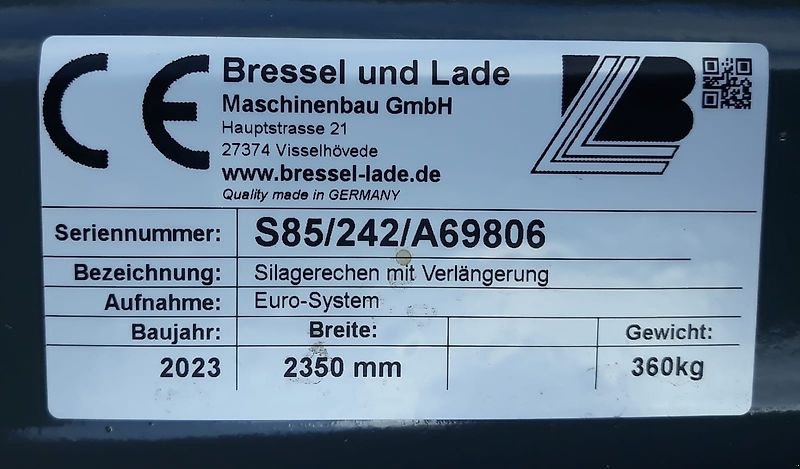 CE
Bressel und Lade
Maschinenbau GmbH
Hauptstrasse 21
27374 Visselhövede
www.bressel-lade.de
Quality made in GERMANY
LB
Seriennummer: S85/242/A69806
Bezeichnung: Silagerechen mit Verlängerung
Aufnahme: Euro-System
Baujahr: Breite: Gewicht:
2023 2350 mm 360kg